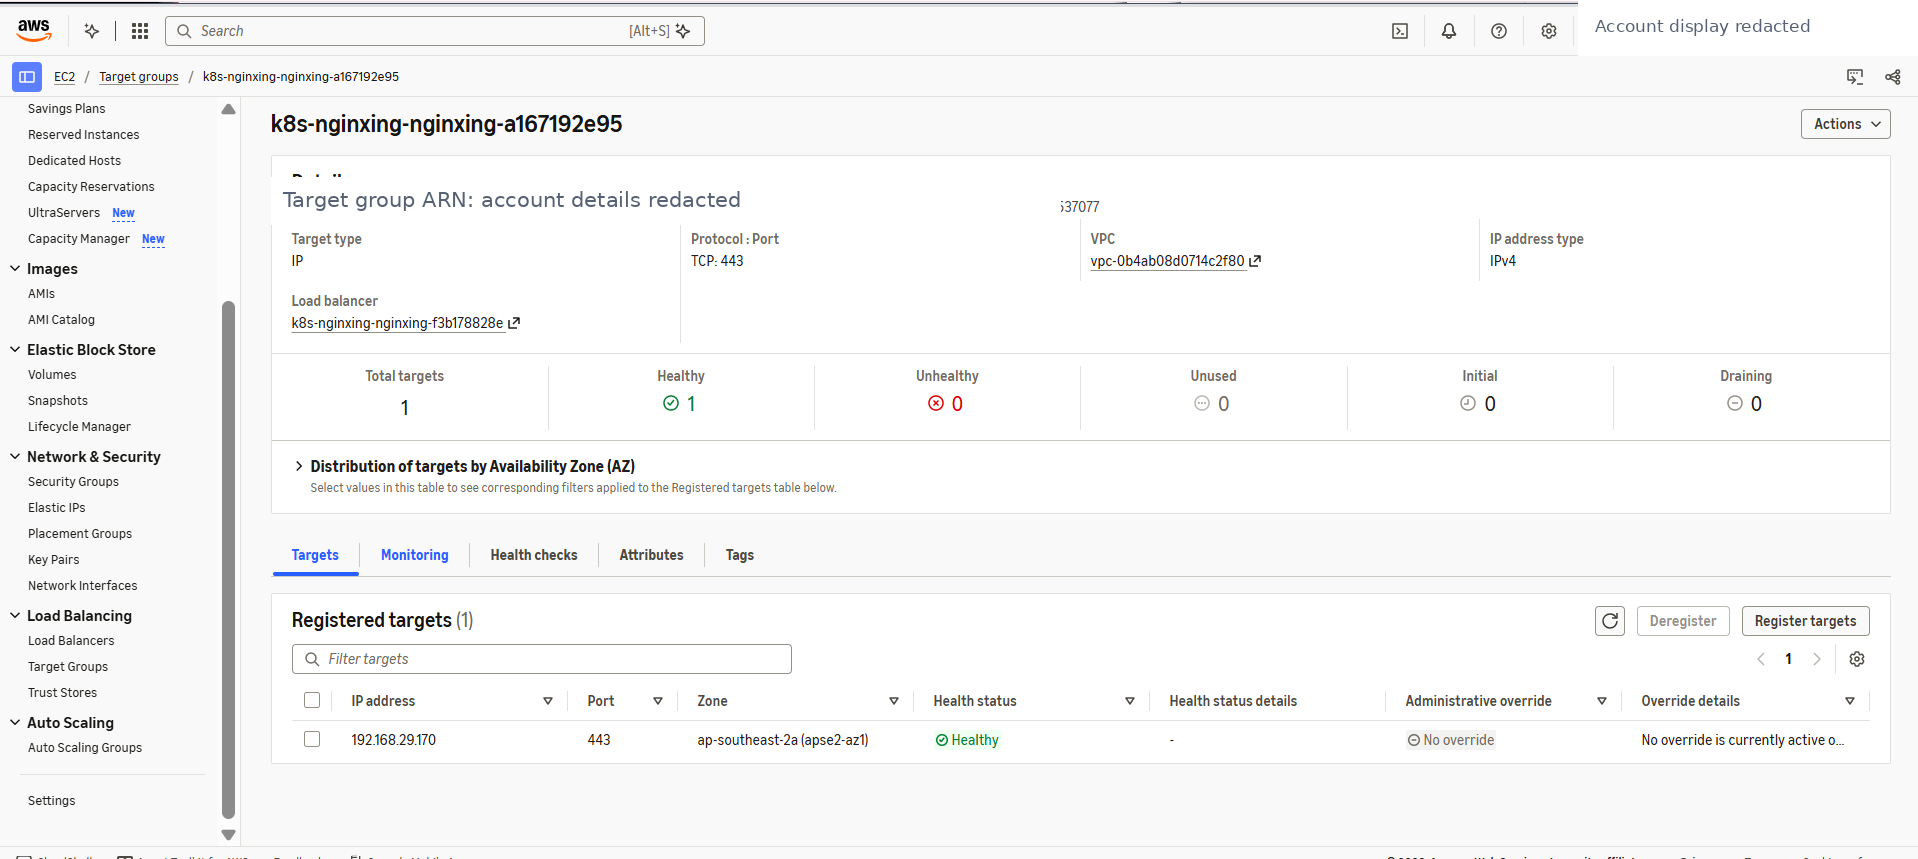 aws
Search [Alt+S]
Account display redacted
EC2 / Target groups / k8s-nginxing-nginxing-a167192e95
Savings Plans
Reserved Instances
Dedicated Hosts
Capacity Reservations
UltraServers New
Capacity Manager New
Images
AMIs
AMI Catalog
Elastic Block Store
Volumes
Snapshots
Lifecycle Manager
Network & Security
Security Groups
Elastic IPs
Placement Groups
Key Pairs
Network Interfaces
Load Balancing
Load Balancers
Target Groups
Trust Stores
Auto Scaling
Auto Scaling Groups
Settings
k8s-nginxing-nginxing-a167192e95
Actions
Target group ARN: account details redacted
37077
Target type
IP
Protocol : Port
TCP: 443
VPC
vpc-0b4ab08d0714c2f80
IP address type
IPv4
Load balancer
k8s-nginxing-nginxing-f3b178828e
Total targets
1
Healthy
1
Unhealthy
0
Unused
0
Initial
0
Draining
0
Distribution of targets by Availability Zone (AZ)
Select values in this table to see corresponding filters applied to the Registered targets table below.
Targets Monitoring Health checks Attributes Tags
Registered targets (1)
Deregister Register targets
Filter targets
1
IP address Port Zone Health status Health status details Administrative override Override details
192.168.29.170 443 ap-southeast-2a (apse2-az1) Healthy - No override No override is currently active o...